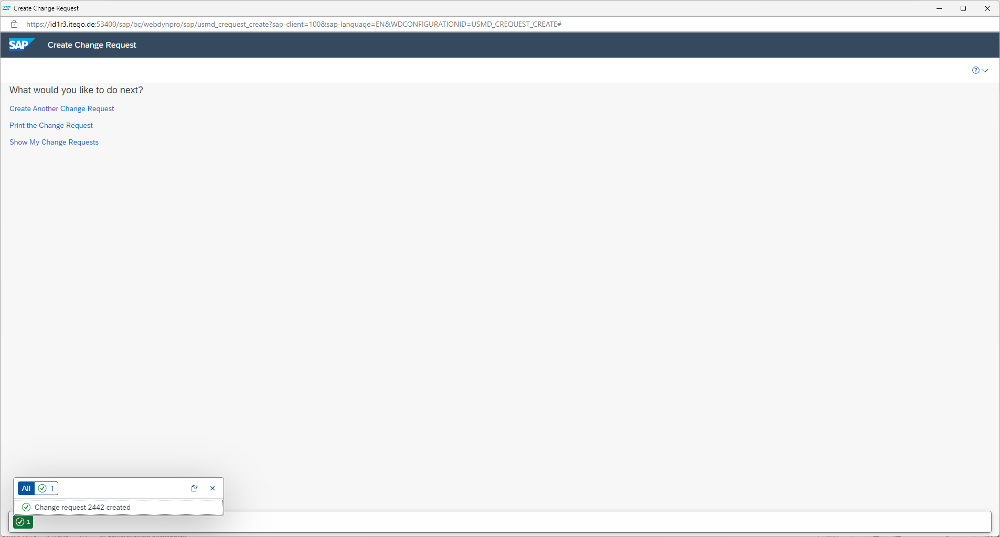 SAP Create Change Request
https://id1r3.itego.de:53400/sap/bc/webdynpro/sap/usmd_crequest_create?sap-client=100&sap-language=EN&WDCONFIGURATIONID=USMD_CREQUEST_CREATE#
SAP Create Change Request
What would you like to do next?
Create Another Change Request
Print the Change Request
Show My Change Requests
All 1
Change request 2442 created
1